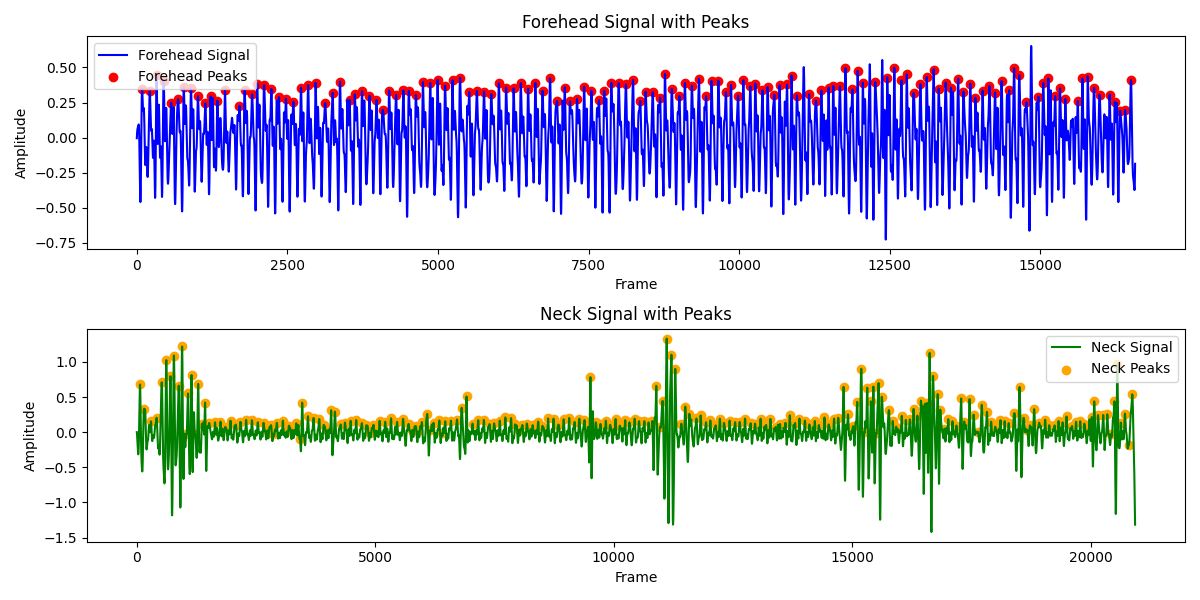 Forehead Signal with Peaks
Forehead Signal
Forehead Peaks
Amplitude
0.50
0.25
0.00
−0.25
−0.50
−0.75
0 2500 5000 7500 10000 12500 15000
Frame
Neck Signal with Peaks
Neck Signal
Neck Peaks
Amplitude
1.0
0.5
0.0
−0.5
−1.0
−1.5
0 5000 10000 15000 20000
Frame